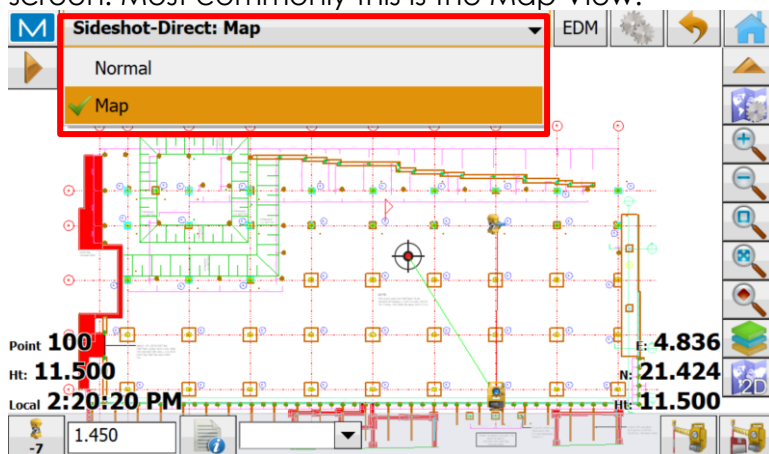 screen. Most commonly this is the Map View.
M Sideshot-Direct: Map EDM
Normal
Map
Point 100
E: 4.836
Ht: 11.500
N: 21.424
Local 2:20:20 PM
Ht: 11.500
2D
-7
1.450